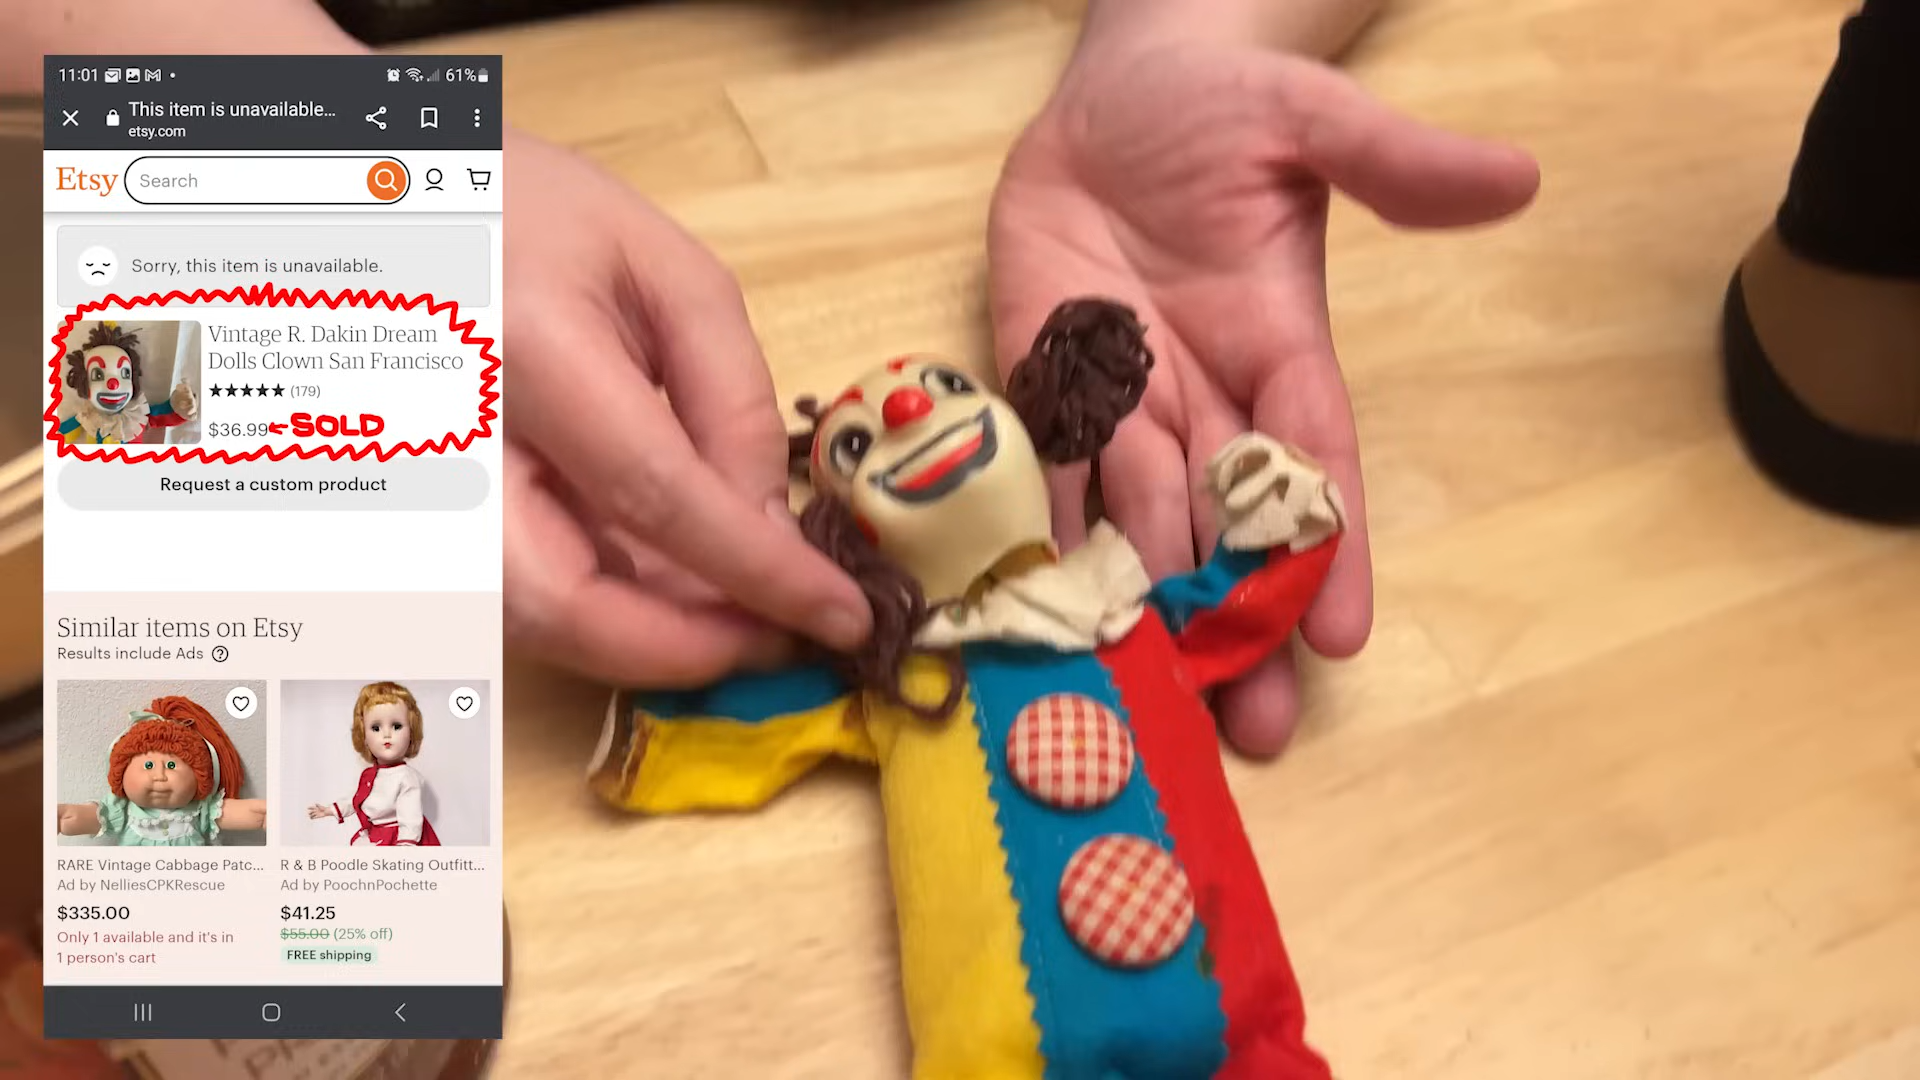 11:01
61%
This item is unavailable...
etsy.com
Etsy
Search
Sorry, this item is unavailable.
Vintage R. Dakin Dream
Dolls Clown San Francisco
(179)
$36.99
SOLD
Request a custom product
Similar items on Etsy
Results include Ads ?
RARE Vintage Cabbage Patc...
Ad by NelliesCPKRescue
$335.00
Only 1 available and it's in
1 person's cart
R & B Poodle Skating Outfitt...
Ad by PoochnPochette
$41.25
$55.00 (25% off)
FREE shipping